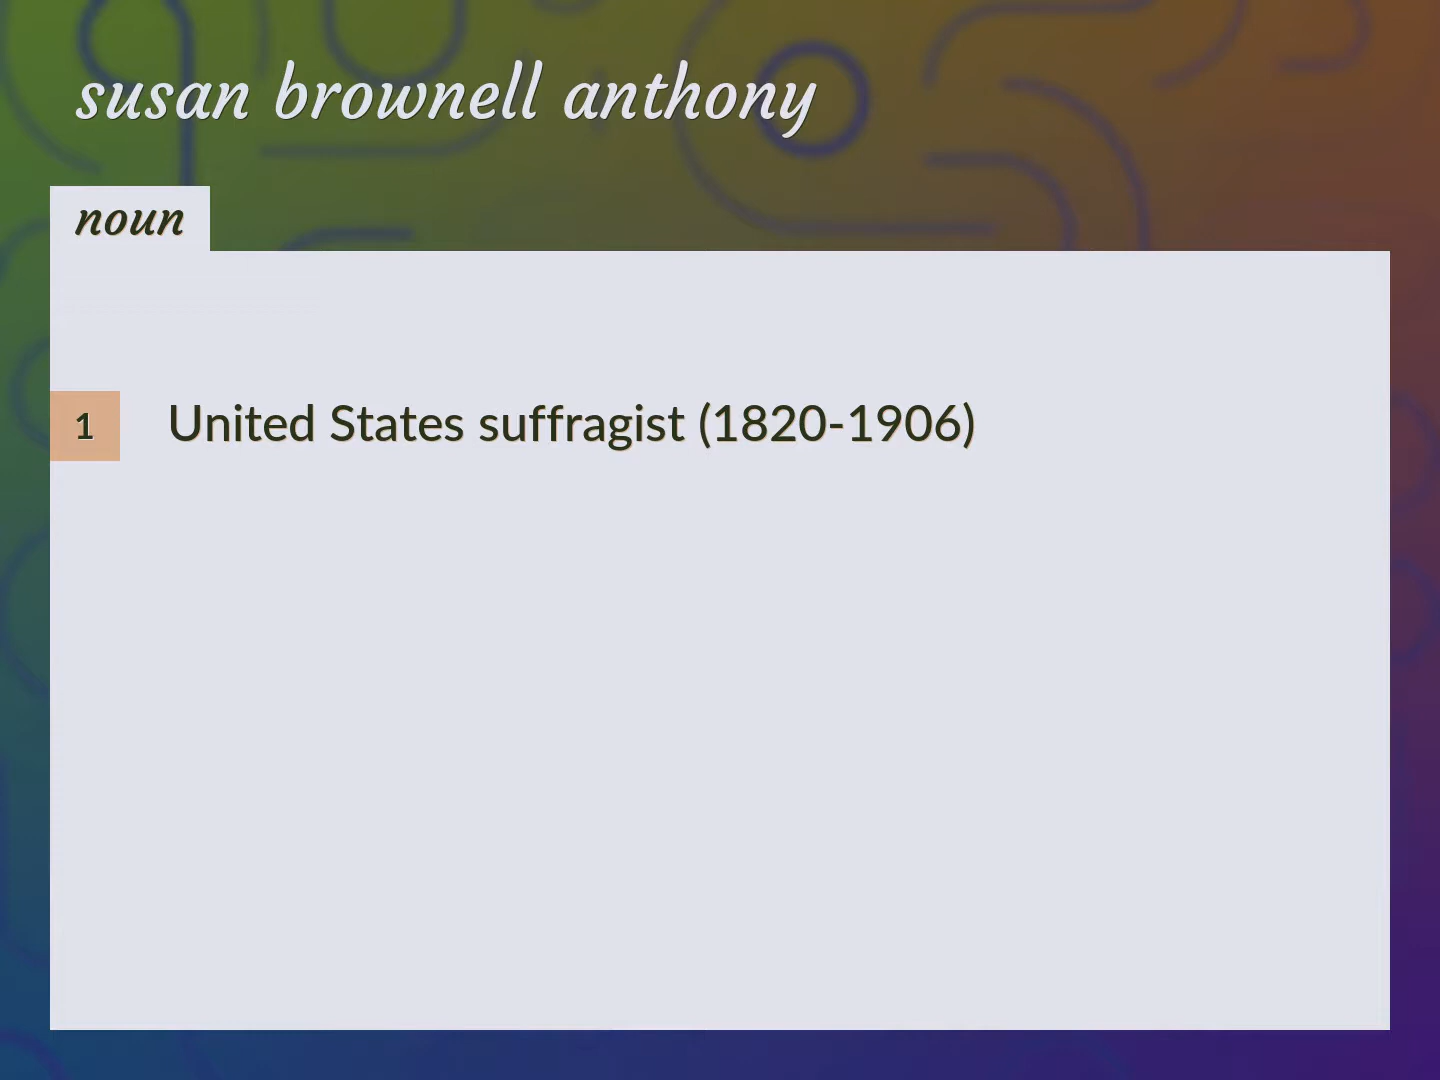 susan brownell anthony
noun
1 United States suffragist (1820-1906)